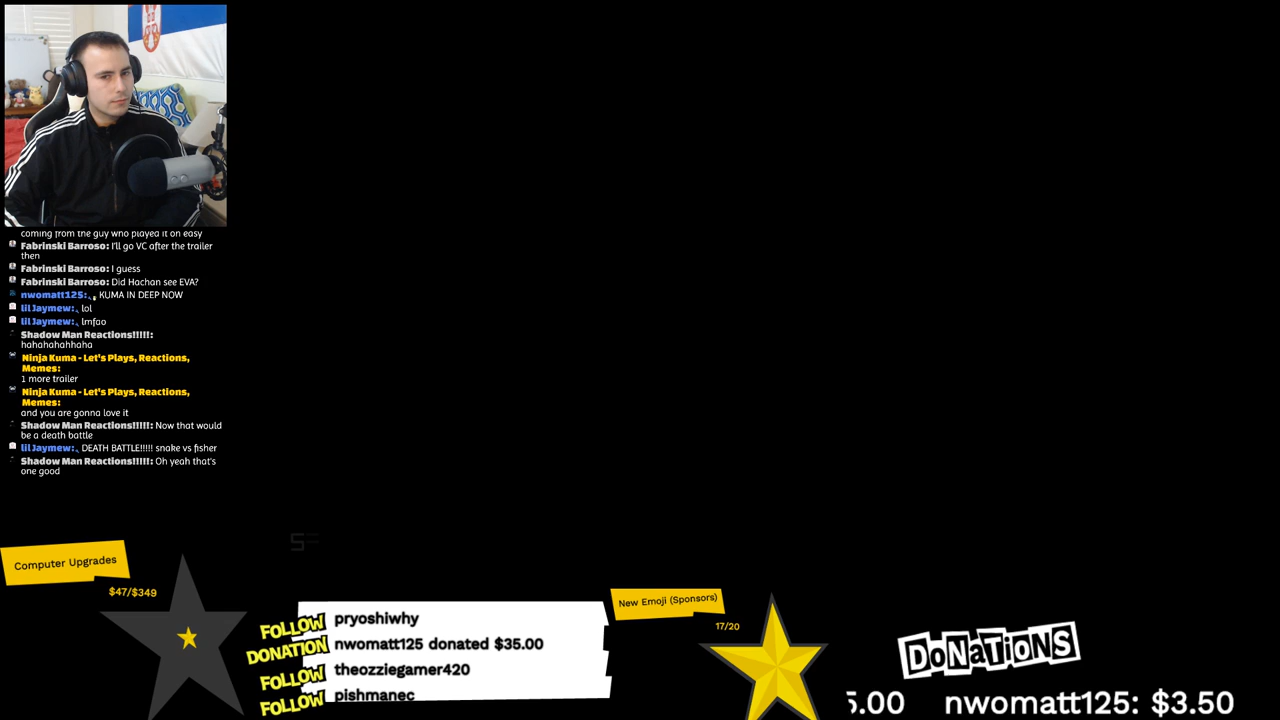 coming from the guy who played it on easy
Fabrinski Barroso: I'll go VC after the trailer
then
Fabrinski Barroso: I guess
Fabrinski Barroso: Did Hachan see EVA?
nwomatt125: KUMA IN DEEP NOW
lil Jaymew: lol
lil Jaymew: lmfao
Shadow Man Reactions!!!!!:
hahahahahhaha
Ninja Kuma - Let's Plays, Reactions,
Memes:
1 more trailer
Ninja Kuma - Let's Plays, Reactions,
Memes:
and you are gonna love it
Shadow Man Reactions!!!!!: Now that would
be a death battle
lil Jaymew: DEATH BATTLE!!!!! snake vs fisher
Shadow Man Reactions!!!!!: Oh yeah that's
one good
Computer Upgrades
$47/$349
FOLLOW pryoshiwhy
DONATION nwomatt125 donated $35.00
FOLLOW theozziegamer420
FOLLOW pishmanec
New Emoji (Sponsors)
17/20
DONATIONS
5.00 nwomatt125: $3.50